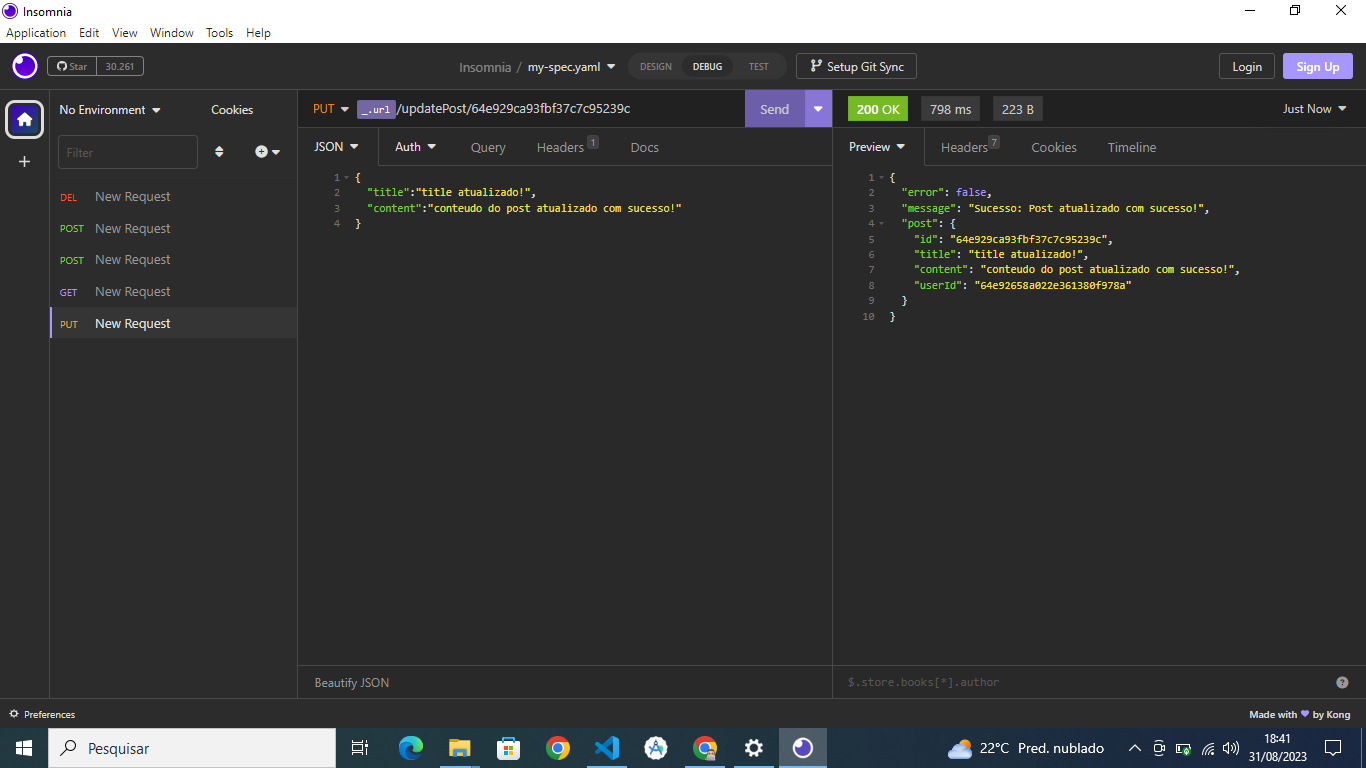 Insomnia
Application Edit View Window Tools Help
Star 30.261
Insomnia / my-spec.yaml
DESIGN DEBUG TEST
Setup Git Sync
Login
Sign Up
No Environment
Cookies
Filter
DEL New Request
POST New Request
POST New Request
GET New Request
PUT New Request
PUT _.url /updatePost/64e929ca93fbf37c7c95239c
Send
JSON Auth Query Headers 1 Docs
1 {
2 "title":"title atualizado!",
3 "content":"conteudo do post atualizado com sucesso!"
4 }
Beautify JSON
200 OK 798 ms 223 B
Just Now
Preview Headers 7 Cookies Timeline
1 {
2 "error": false,
3 "message": "Sucesso: Post atualizado com sucesso!",
4 "post": {
5 "id": "64e929ca93fbf37c7c95239c",
6 "title": "title atualizado!",
7 "content": "conteudo do post atualizado com sucesso!",
8 "userId": "64e92658a022e361380f978a"
9 }
10 }
$.store.books[*].author
Preferences
Made with by Kong
Pesquisar
22°C Pred. nublado
18:41
31/08/2023